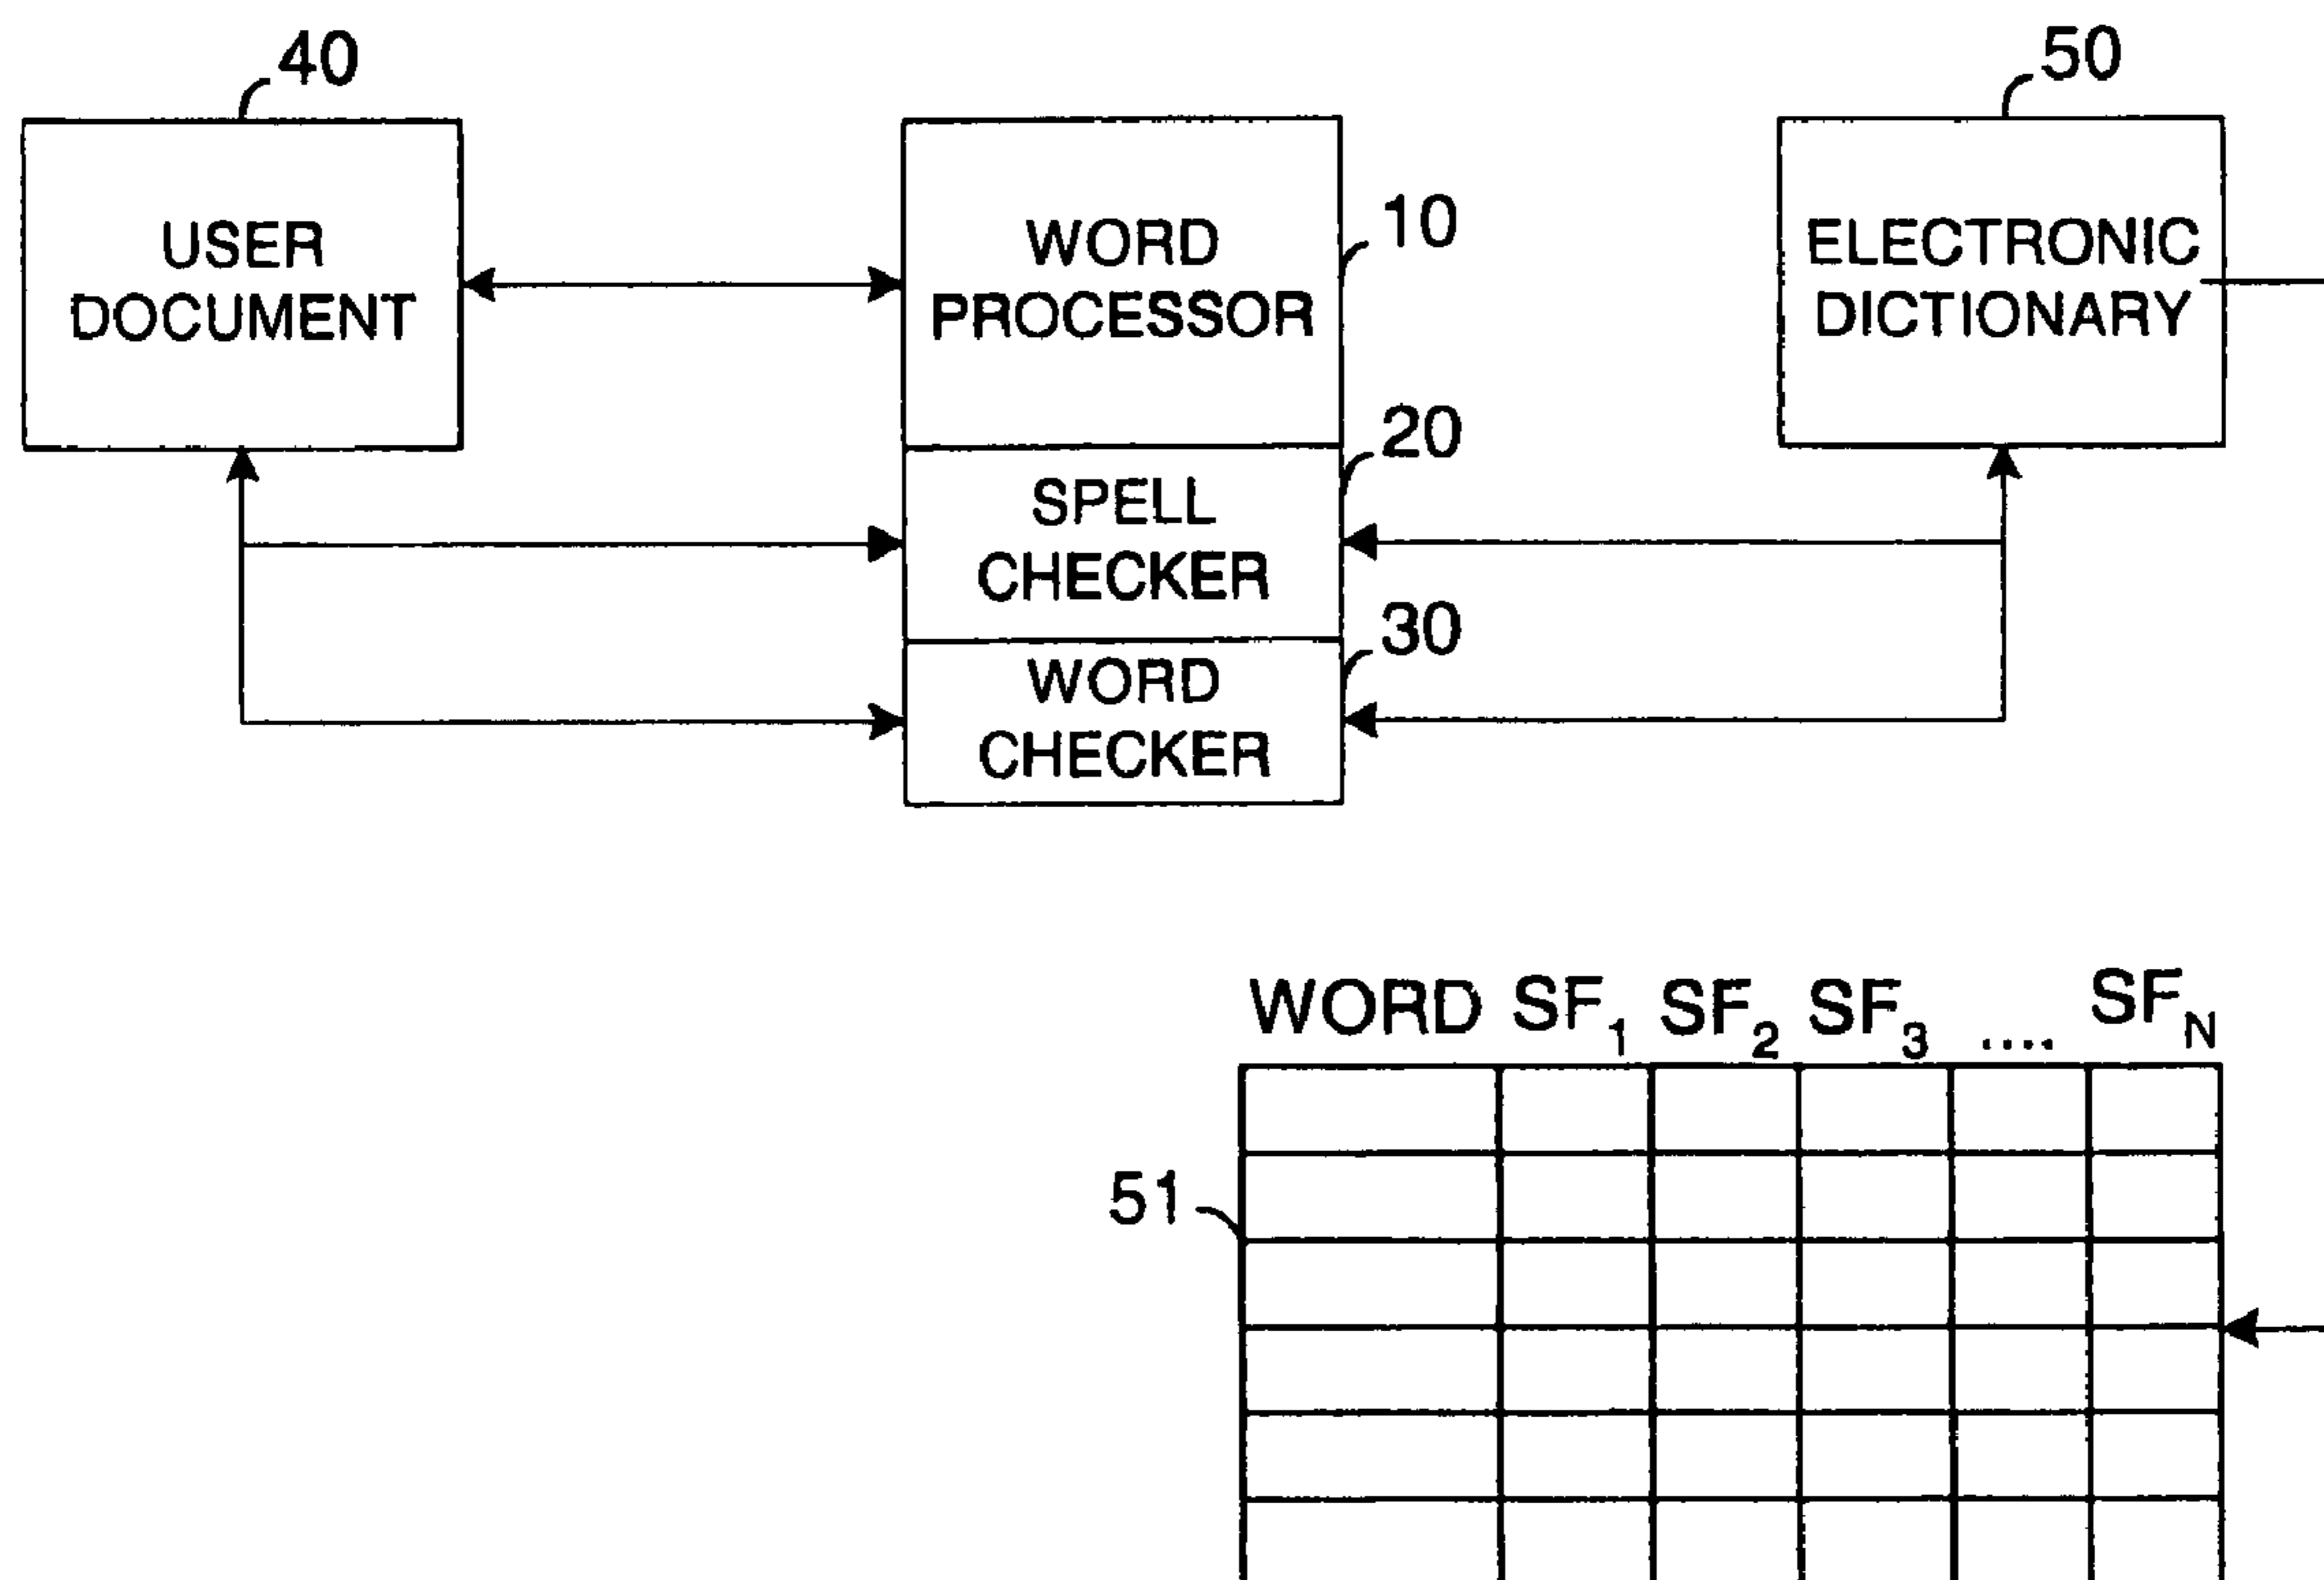 40
50
USER
DOCUMENT
WORD
PROCESSOR
10
ELECTRONIC
DICTIONARY
20
SPELL
CHECKER
30
WORD
CHECKER
WORD SF1 SF2 SF3 .... SFN
51